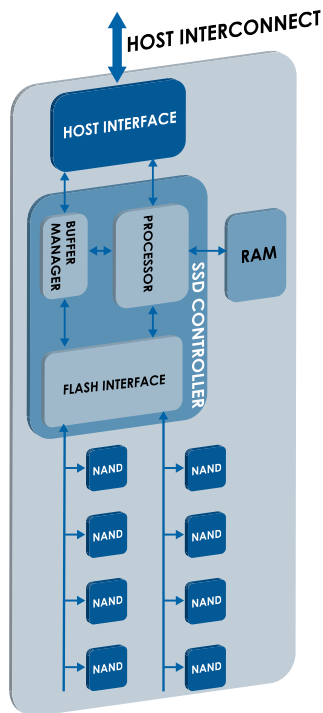 HOST INTERCONNECT
HOST INTERFACE
BUFFER
MANAGER
PROCESSOR
RAM
SSD CONTROLLER
FLASH INTERFACE
NAND
NAND
NAND
NAND
NAND
NAND
NAND
NAND